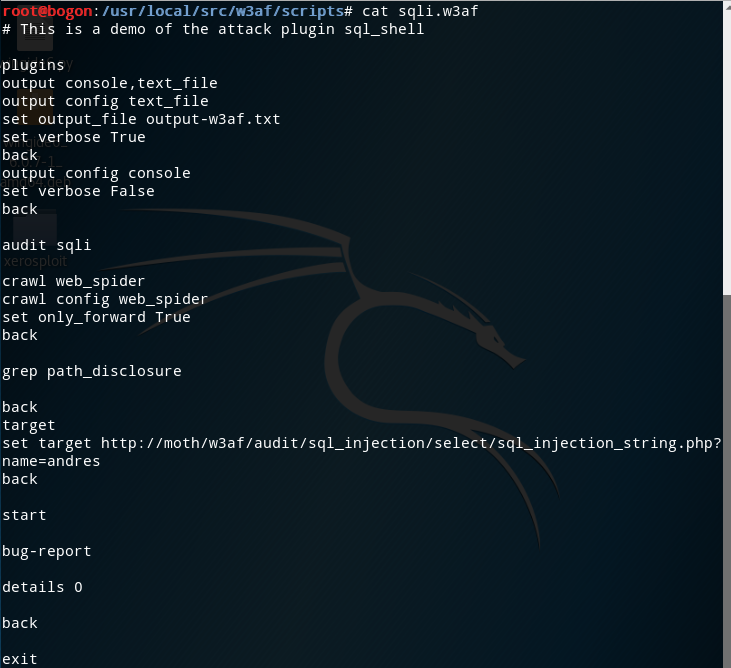 root@bogon:/usr/local/src/w3af/scripts# cat sqli.w3af
# This is a demo of the attack plugin sql_shell
plugins
output console,text_file
output config text_file
set output_file output-w3af.txt
set verbose True
back
output config console
set verbose False
back
audit sqli
xerosploit
crawl web_spider
crawl config web_spider
set only_forward True
back
grep path_disclosure
back
target
set target http://moth/w3af/audit/sql_injection/select/sql_injection_string.php?
name=andres
back
start
bug-report
details 0
back
exit